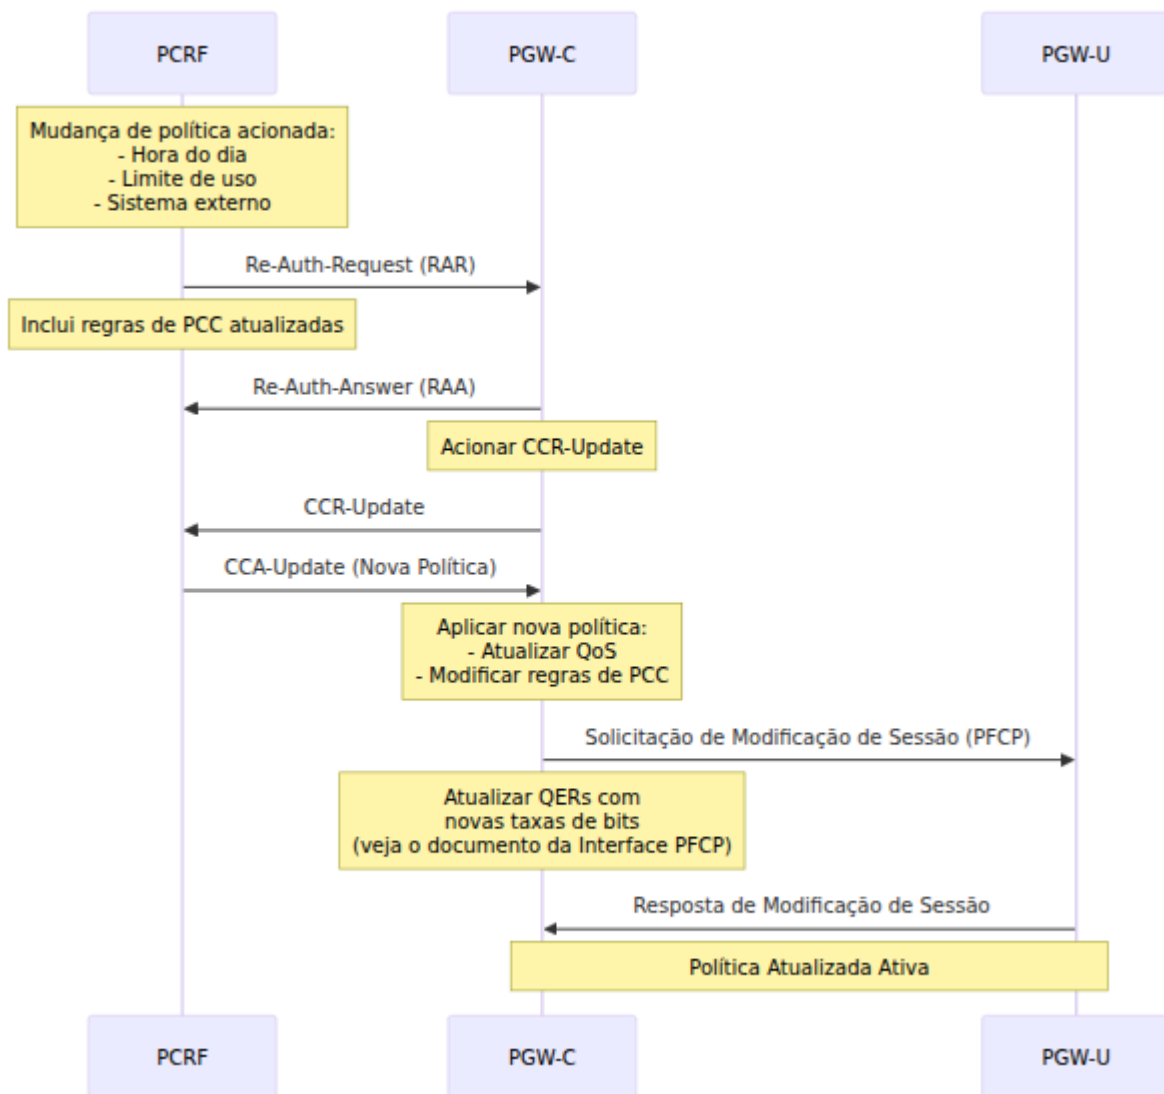 PCRF
PGW-C
PGW-U
Mudança de política acionada:
- Hora do dia
- Limite de uso
- Sistema externo
Re-Auth-Request (RAR)
Inclui regras de PCC atualizadas
Re-Auth-Answer (RAA)
Acionar CCR-Update
CCR-Update
CCA-Update (Nova Política)
Aplicar nova política:
- Atualizar QoS
- Modificar regras de PCC
Solicitação de Modificação de Sessão (PFCP)
Atualizar QERs com
novas taxas de bits
(veja o documento da Interface PFCP)
Resposta de Modificação de Sessão
Política Atualizada Ativa
PCRF
PGW-C
PGW-U